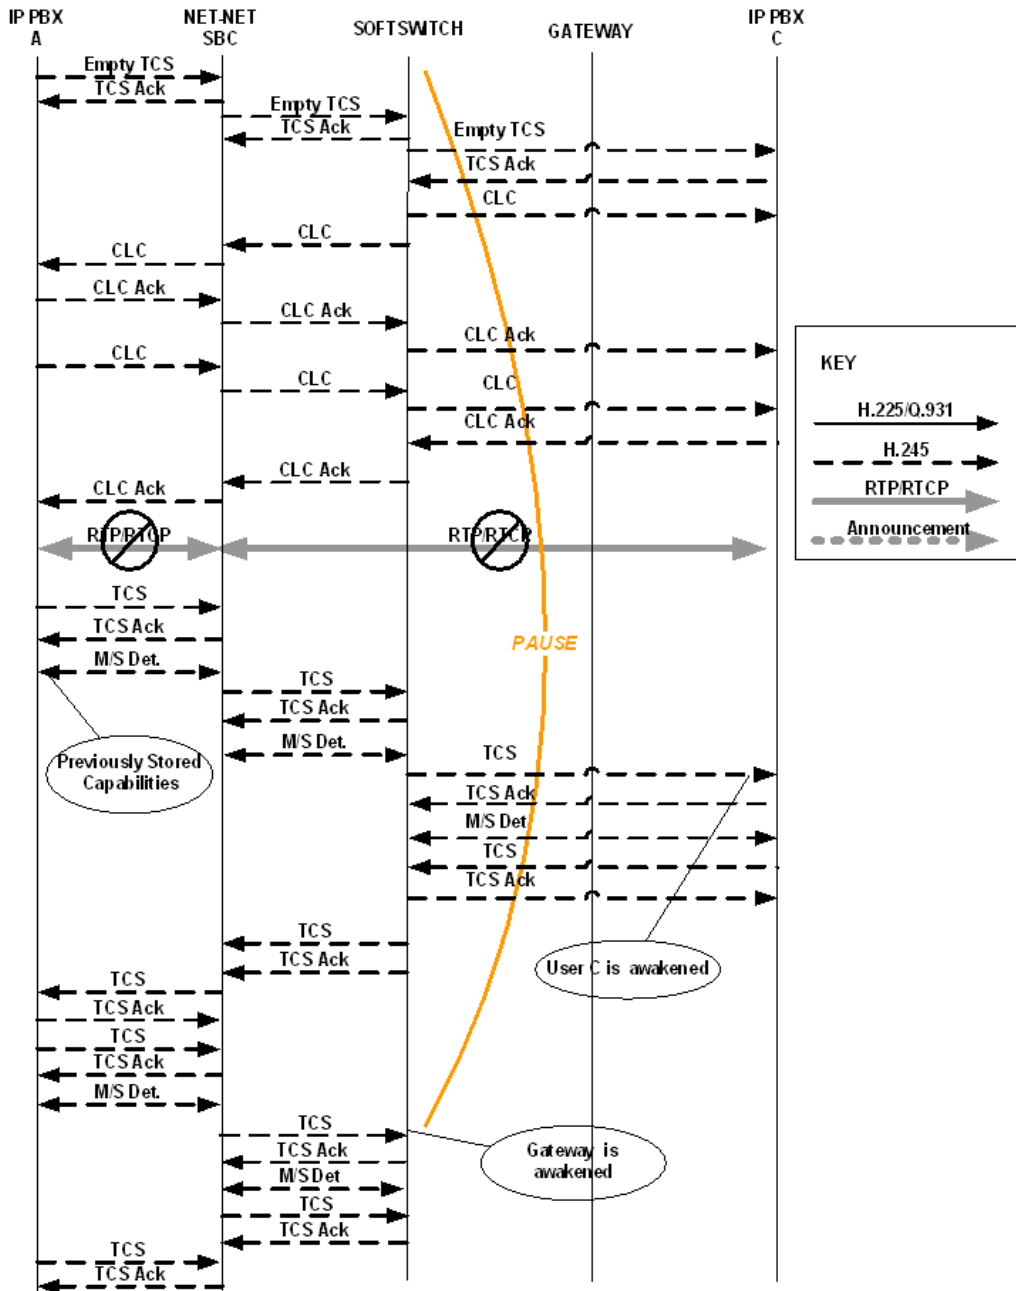 IP PBX
A
NET-NET
SBC
SOFTSWITCH
GATEWAY
IP PBX
C
Empty TCS
TCS Ack
Empty TCS
TCS Ack
Empty TCS
TCS Ack
CLC
CLC
CLC
CLC Ack
CLC Ack
CLC Ack
CLC
CLC
CLC
CLC Ack
CLC Ack
CLC Ack
KEY
H.225/Q.931
H.245
RTP/RTCP
Announcement
RTP/RTCP
RTP/RTCP
TCS
TCS Ack
M/S Det.
PAUSE
TCS
TCS Ack
M/S Det.
Previously Stored
Capabilities
TCS
TCS Ack
M/S Det
TCS
TCS Ack
TCS
TCS Ack
User C is awakened
TCS
TCS Ack
TCS
TCS Ack
M/S Det.
TCS
TCS Ack
M/S Det
TCS
TCS Ack
Gateway is
awakened
TCS
TCS Ack